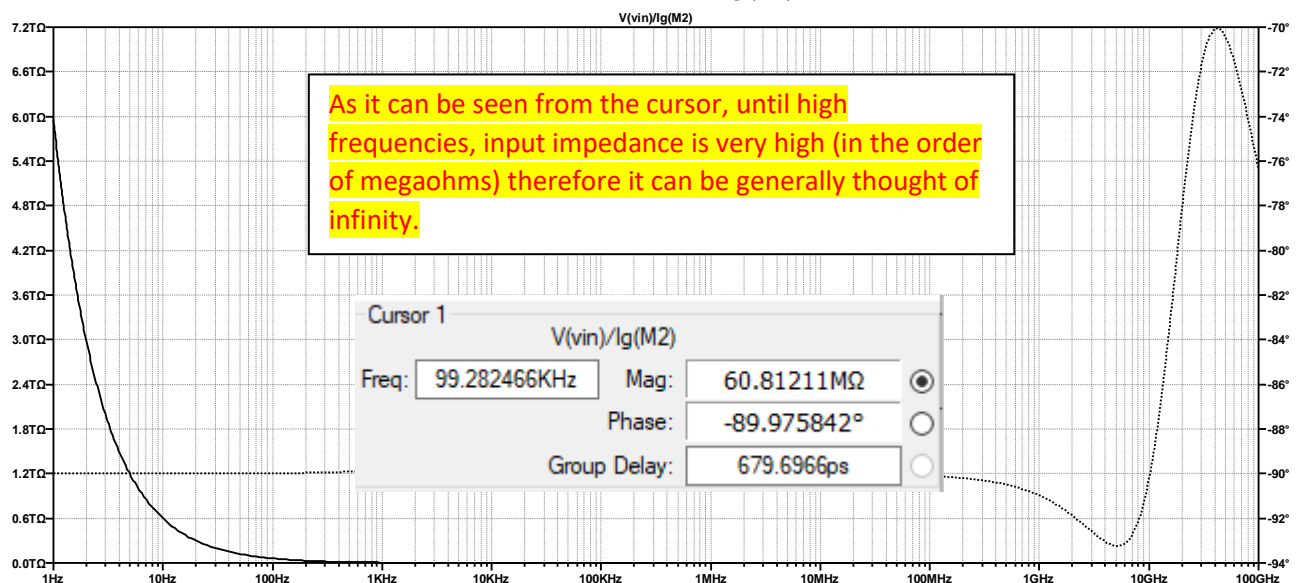 V(vin)/Ig(M2)
7.2TΩ
6.6TΩ
6.0TΩ
5.4TΩ
4.8TΩ
4.2TΩ
3.6TΩ
3.0TΩ
2.4TΩ
1.8TΩ
1.2TΩ
0.6TΩ
0.0TΩ
As it can be seen from the cursor, until high
frequencies, input impedance is very high (in the order
of megaohms) therefore it can be generally thought of
infinity.
Cursor 1
V(vin)/Ig(M2)
Freq: 99.282466KHz Mag: 60.81211MΩ
Phase: -89.975842°
Group Delay: 679.6966ps
-70°
-72°
-74°
-76°
-78°
-80°
-82°
-84°
-86°
-88°
-90°
-92°
-94°
1Hz 10Hz 100Hz 1KHz 10KHz 100KHz 1MHz 10MHz 100MHz 1GHz 10GHz 100GHz